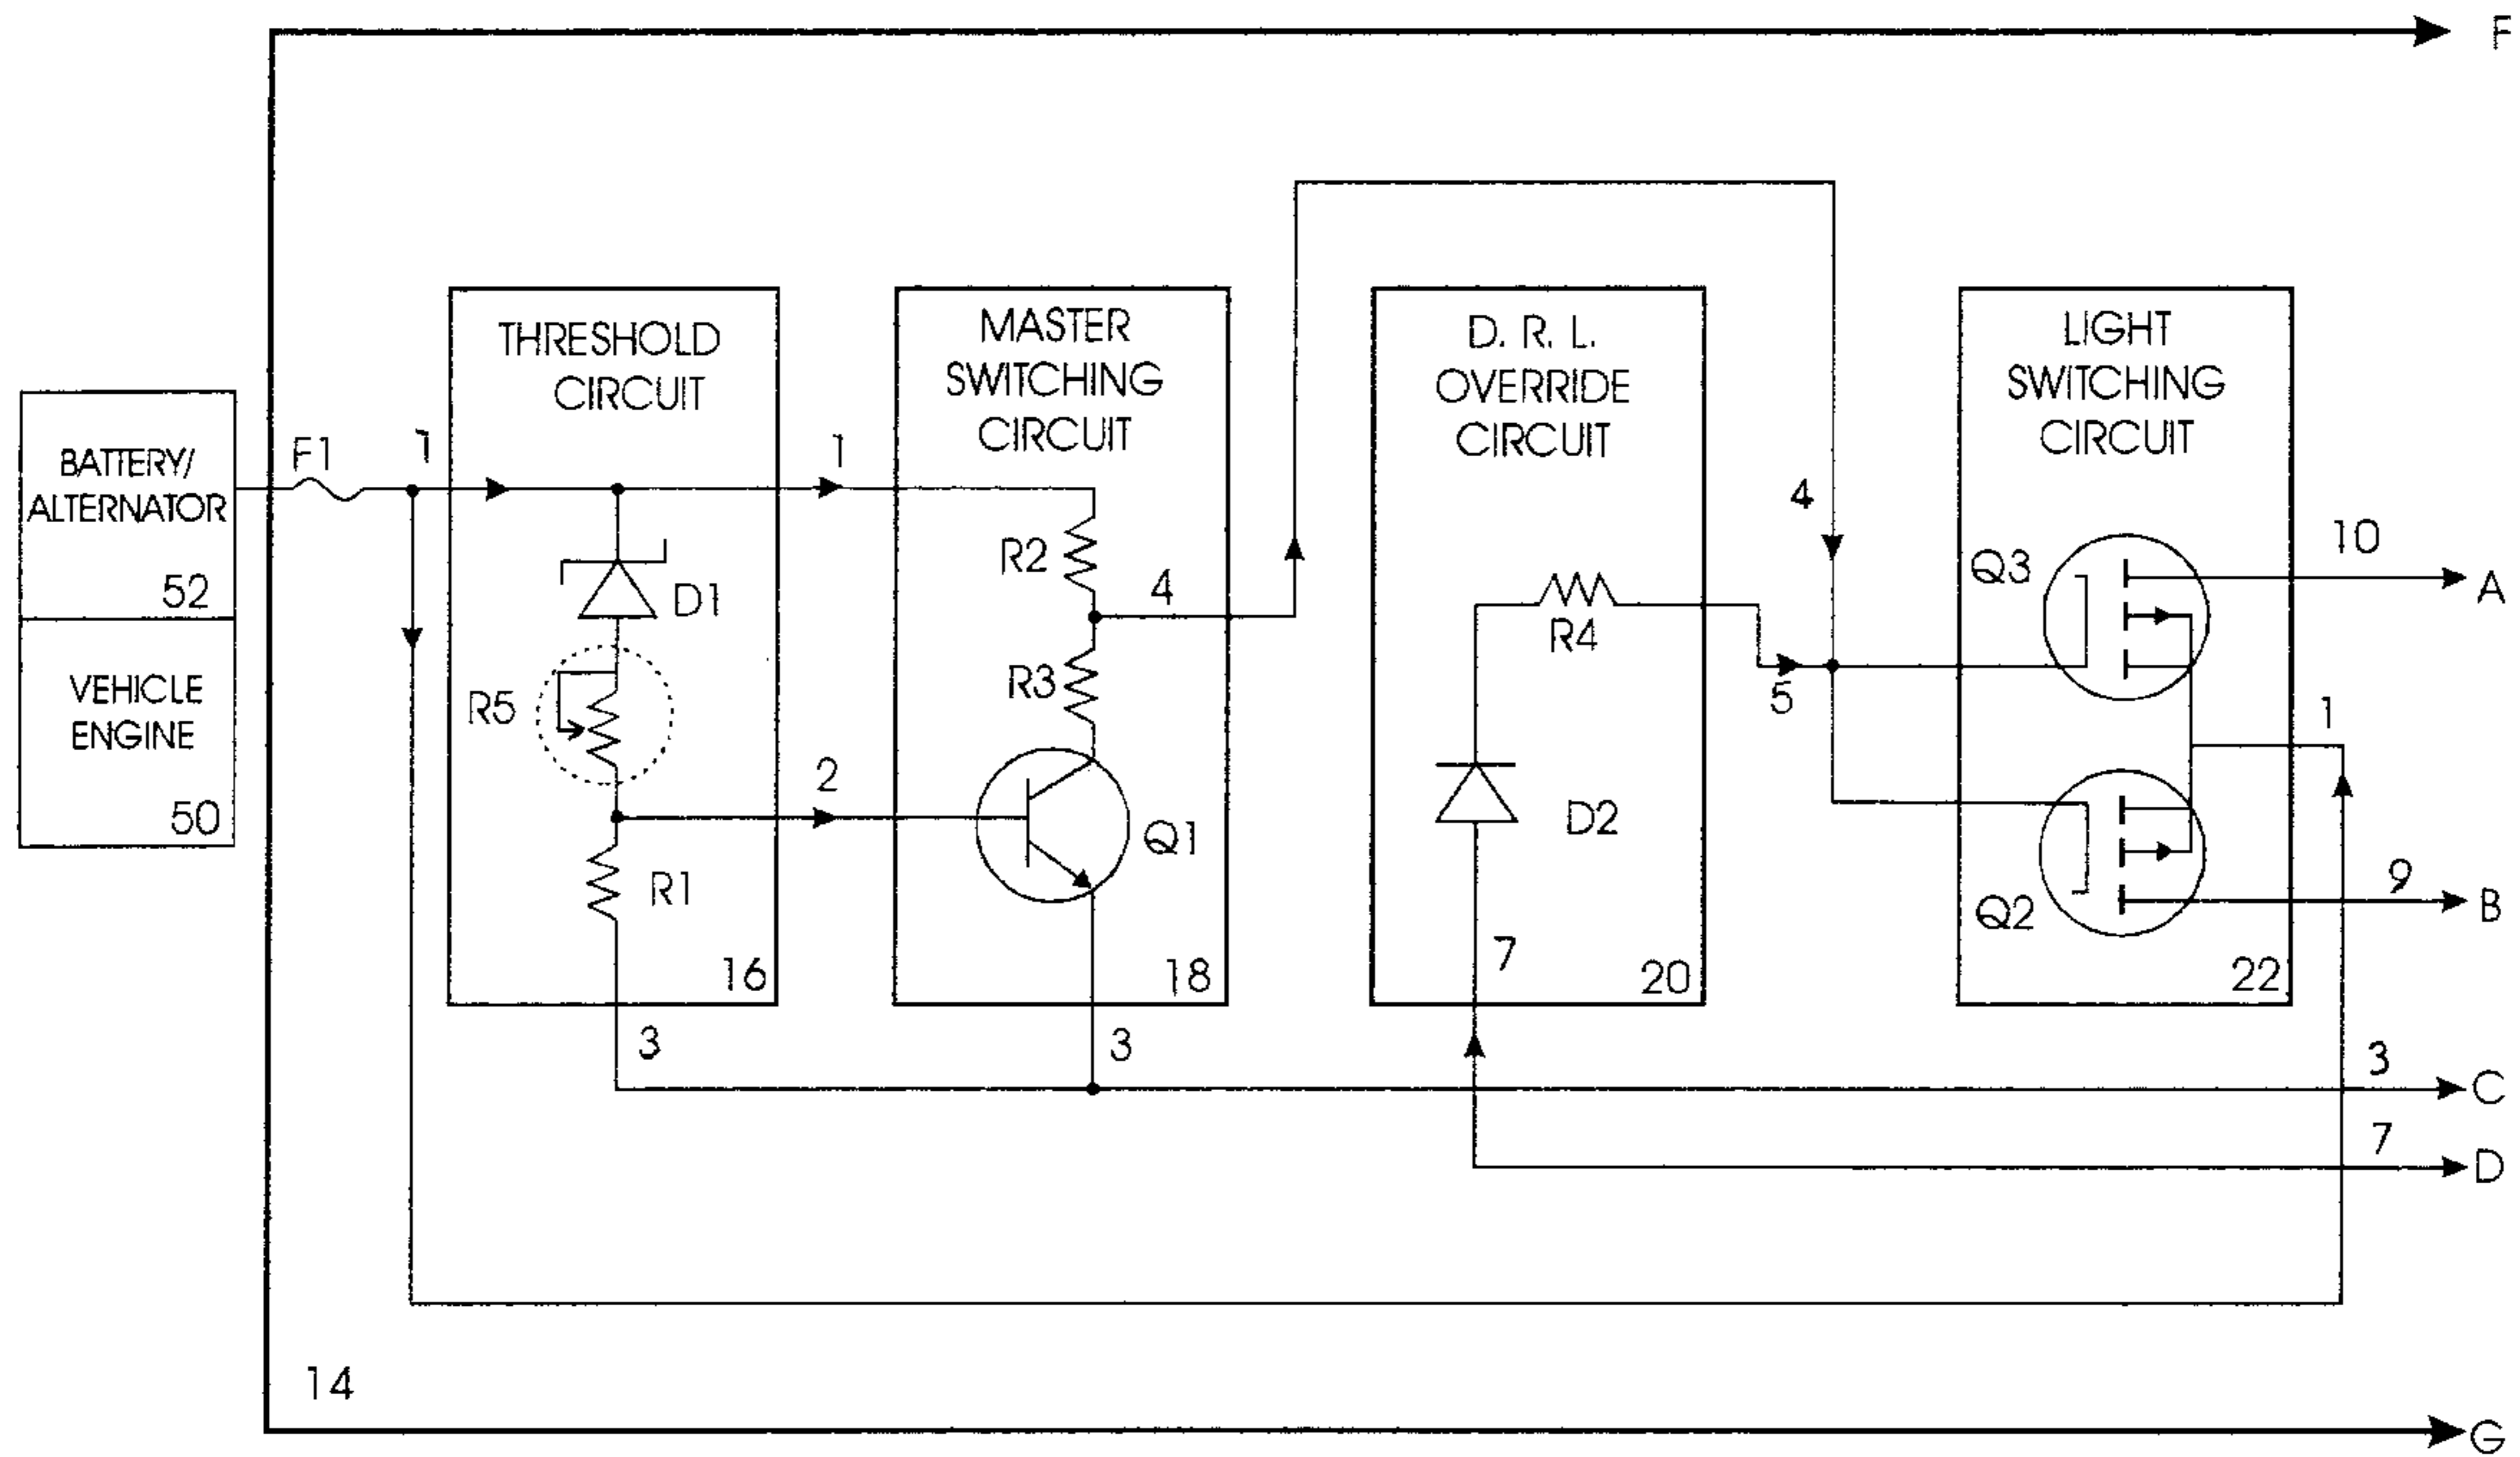 F
THRESHOLD
CIRCUIT
MASTER
SWITCHING
CIRCUIT
D. R. L.
OVERRIDE
CIRCUIT
LIGHT
SWITCHING
CIRCUIT
BATTERY/
ALTERNATOR
52
VEHICLE
ENGINE
50
F1
1
1
D1
R5
2
R1
16
3
R2
4
R3
Q1
18
3
R4
D2
7
20
4
5
Q3
Q2
22
10
A
1
9
B
3
C
7
D
14
G